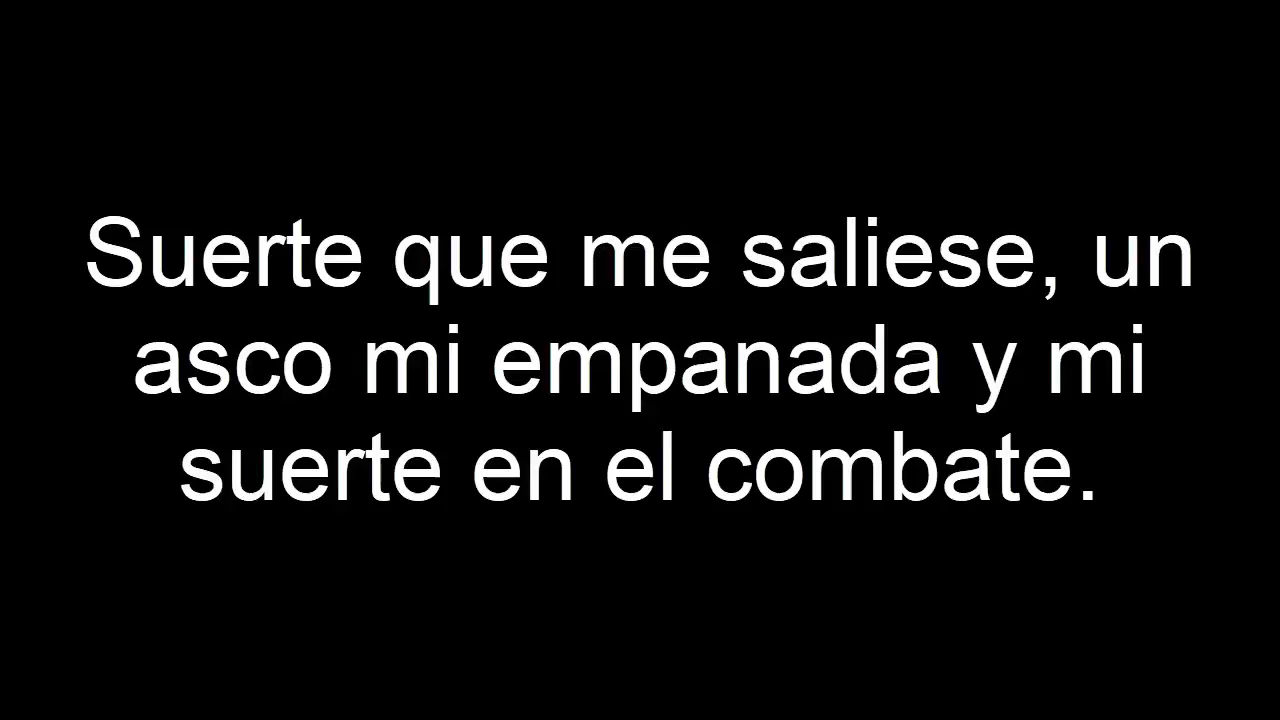 Suerte que me saliese, un
asco mi empanada y mi
suerte en el combate.